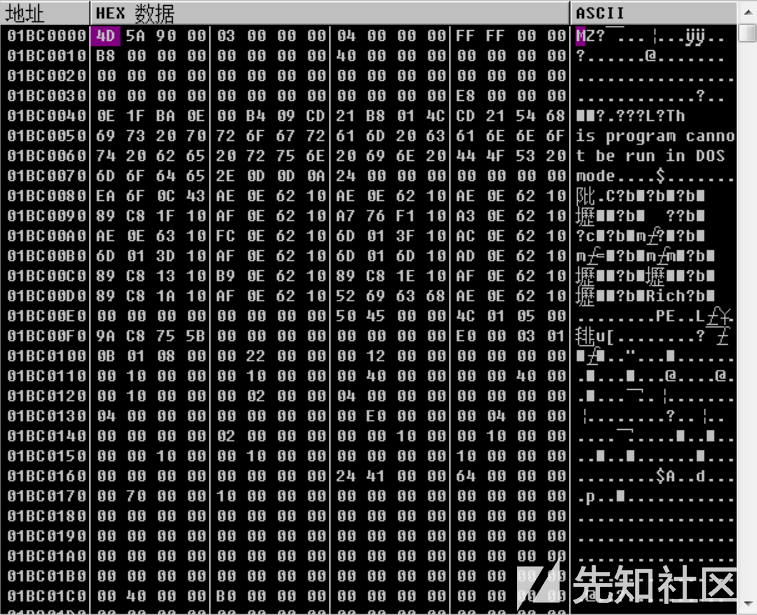 地址 HEX 数据 ASCII
01BC0000 4D 5A 90 00 03 00 00 00 04 00 00 00 FF FF 00 00 MZ?
01BC0010 B8 00 00 00 00 00 00 00 40 00 00 00 00 00 00 00 ?.......@.......
01BC0020 00 00 00 00 00 00 00 00 00 00 00 00 00 00 00 00 ................
01BC0030 00 00 00 00 00 00 00 00 00 00 00 00 E8 00 00 00 ............?..
01BC0040 0E 1F BA 0E 00 B4 09 CD 21 B8 01 4C CD 21 54 68 ■■?.???L?Th
01BC0050 69 73 20 70 72 6F 67 72 61 6D 20 63 61 6E 6E 6F is program canno
01BC0060 74 20 62 65 20 72 75 6E 20 69 6E 20 44 4F 53 20 t be run in DOS
01BC0070 6D 6F 64 65 2E 0D 0D 0A 24 00 00 00 00 00 00 00 mode....$.......
01BC0080 EA 6F 0C 43 AE 0E 62 10 AE 0E 62 10 AE 0E 62 10 阰.C?b■?b■?b■
01BC0090 89 C8 1F 10 AF 0E 62 10 A7 76 F1 10 A3 0E 62 10
01BC00A0 AE 0E 63 10 FC 0E 62 10 6D 01 3F 10 AC 0E 62 10
01BC00B0 6D 01 3D 10 AF 0E 62 10 6D 01 6D 10 AD 0E 62 10
01BC00C0 89 C8 13 10 B9 0E 62 10 89 C8 1E 10 AF 0E 62 10
01BC00D0 89 C8 1A 10 AF 0E 62 10 52 69 63 68 AE 0E 62 10 Rich?b■
01BC00E0 00 00 00 00 00 00 00 00 50 45 00 00 4C 01 05 00 ........PE..L
01BC00F0 9A C8 75 5B 00 00 00 00 00 00 00 00 E0 00 03 01 u[........?
01BC0100 0B 01 08 00 00 22 00 00 00 12 00 00 00 00 00 00
01BC0110 00 10 00 00 00 10 00 00 00 40 00 00 00 00 40 00 .■...■...@....@.
01BC0120 00 10 00 00 00 02 00 00 04 00 00 00 00 00 00 00
01BC0130 04 00 00 00 00 00 00 00 00 E0 00 00 00 04 00 00
01BC0140 00 00 00 00 02 00 00 00 00 00 10 00 00 10 00 00
01BC0150 00 00 10 00 00 10 00 00 00 00 00 00 10 00 00 00 ..■..■......■...
01BC0160 00 00 00 00 00 00 00 00 24 41 00 00 64 00 00 00 ........$A..d...
01BC0170 00 70 00 00 10 00 00 00 00 00 00 00 00 00 00 00 .p..■...........
01BC0180 00 00 00 00 00 00 00 00 00 00 00 00 00 00 00 00 ................
01BC0190 00 00 00 00 00 00 00 00 00 00 00 00 00 00 00 00 ................
01BC01A0 00 00 00 00 00 00 00 00 00 00 00 00 00 00 00 00 ................
01BC01B0 00 00 00 00 00 00 00 00 00 00 00 00 00
01BC01C0 00 40 00 00 B0 00 00 00 00 00 00 00 00
先知社区